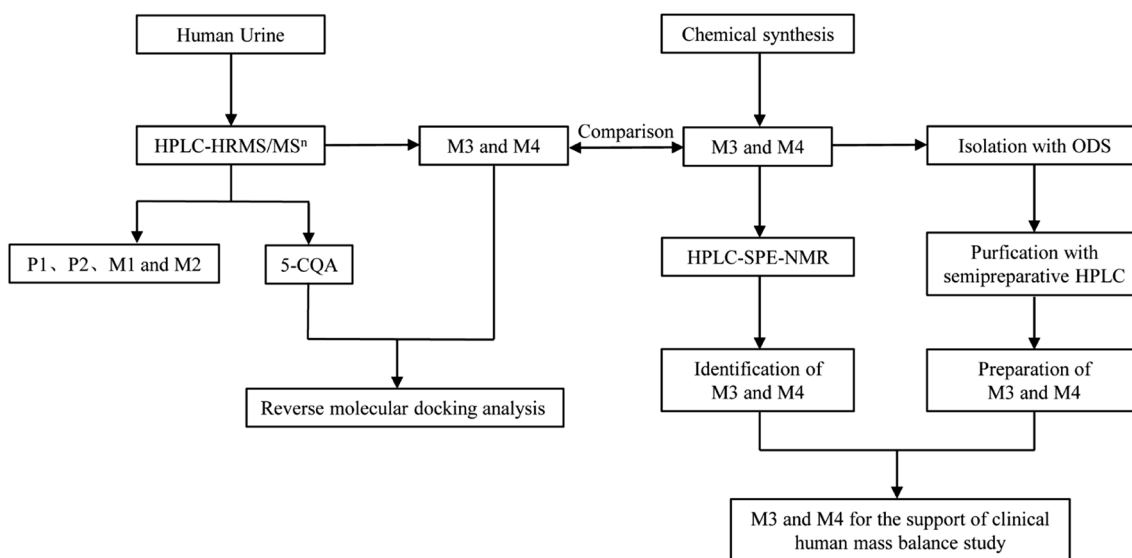 Human Urine
Chemical synthesis
HPLC-HRMS/MSⁿ
M3 and M4
Comparison
M3 and M4
Isolation with ODS
P1、P2、M1 and M2
5-CQA
HPLC-SPE-NMR
Purfication with
semipreparative HPLC
Reverse molecular docking analysis
Identification of
M3 and M4
Preparation of
M3 and M4
M3 and M4 for the support of clinical
human mass balance study